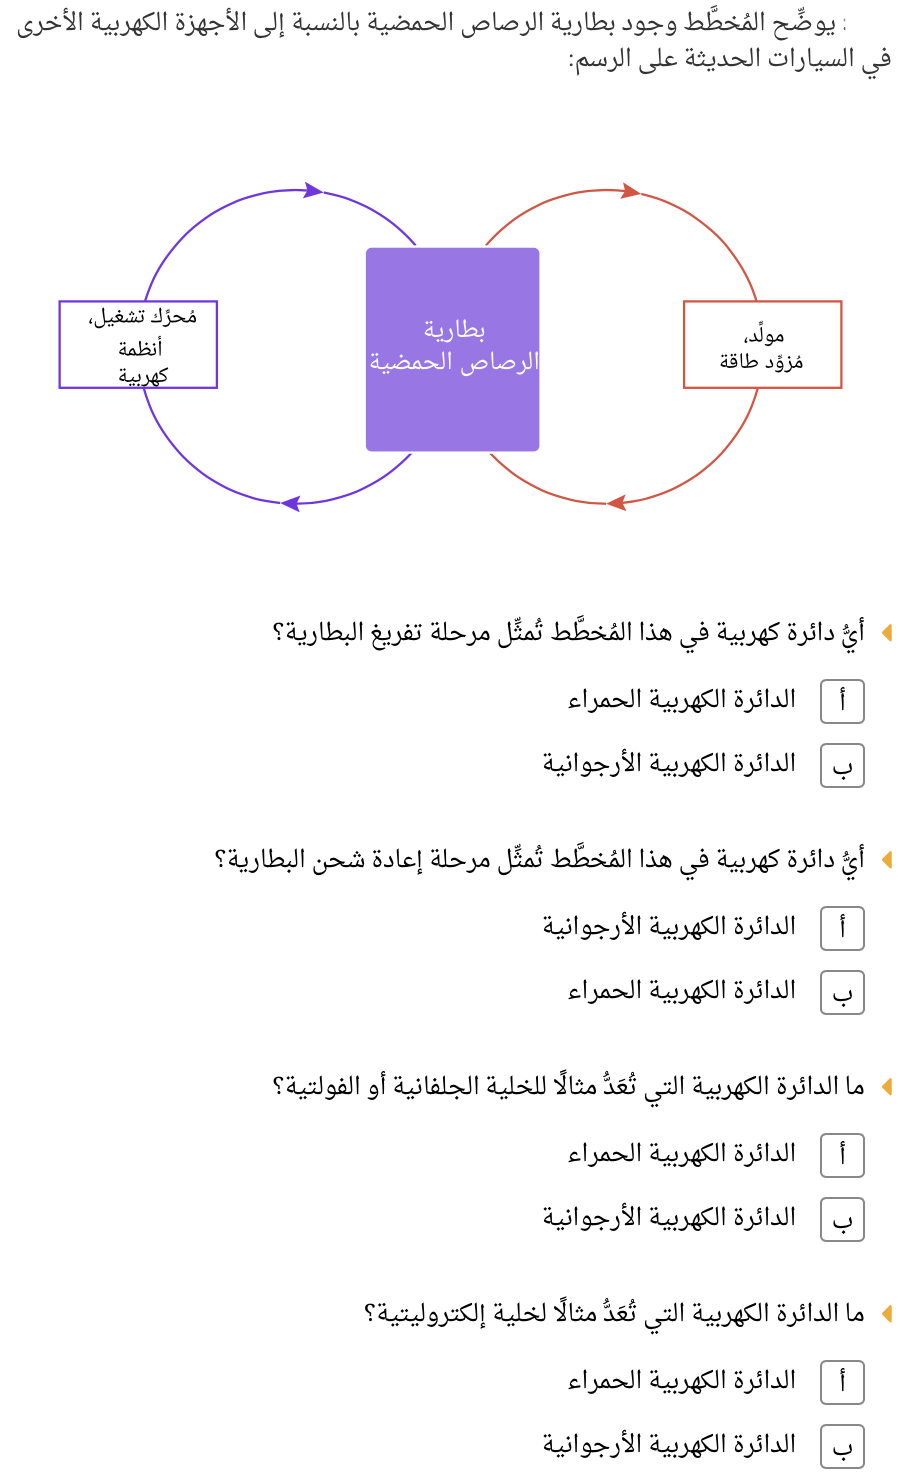 : يوضِّح المُخطَّط وجود بطارية الرصاص الحمضية بالنسبة إلى الأجهزة الكهربية الأخرى
في السيارات الحديثة على الرسم:
مُحرِّك تشغيل،
أنظمة
كهربية
بطارية
الرصاص الحمضية
مولِّد،
مُزوِّد طاقة
أيُّ دائرة كهربية في هذا المُخطَّط تُمثِّل مرحلة تفريغ البطارية؟
أ الدائرة الكهربية الحمراء
ب الدائرة الكهربية الأرجوانية
أيُّ دائرة كهربية في هذا المُخطَّط تُمثِّل مرحلة إعادة شحن البطارية؟
أ الدائرة الكهربية الأرجوانية
ب الدائرة الكهربية الحمراء
ما الدائرة الكهربية التي تُعَدُّ مثالًا للخلية الجلفانية أو الفولتية؟
أ الدائرة الكهربية الحمراء
ب الدائرة الكهربية الأرجوانية
ما الدائرة الكهربية التي تُعَدُّ مثالًا لخلية إلكتروليتية؟
أ الدائرة الكهربية الحمراء
ب الدائرة الكهربية الأرجوانية